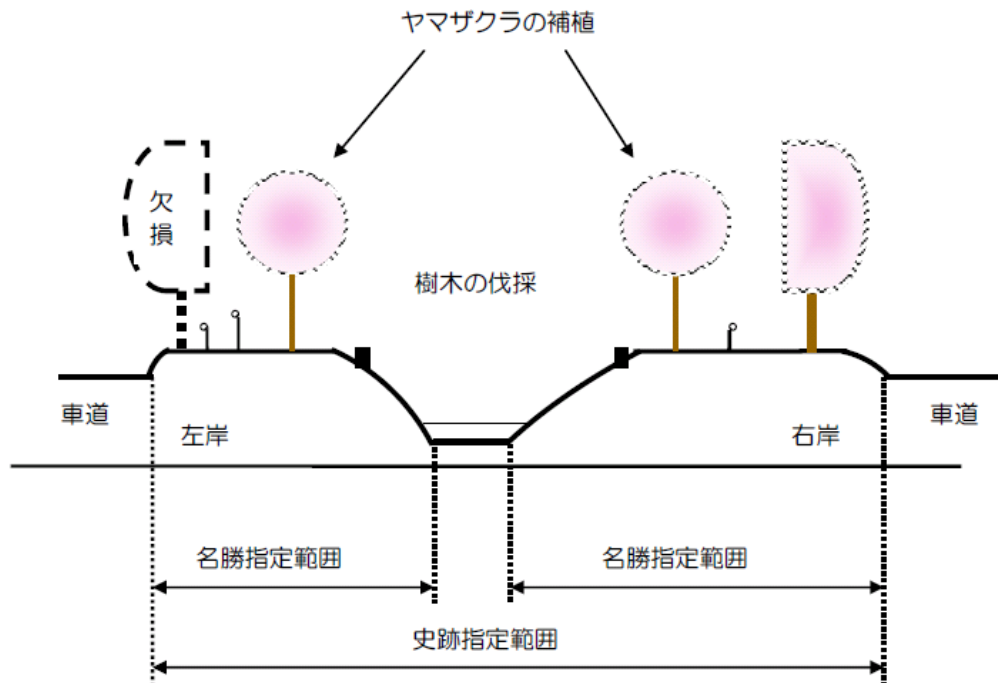 ヤマザクラの補植
欠
損
樹木の伐採
車道
左岸
右岸
車道
名勝指定範囲
名勝指定範囲
史跡指定範囲